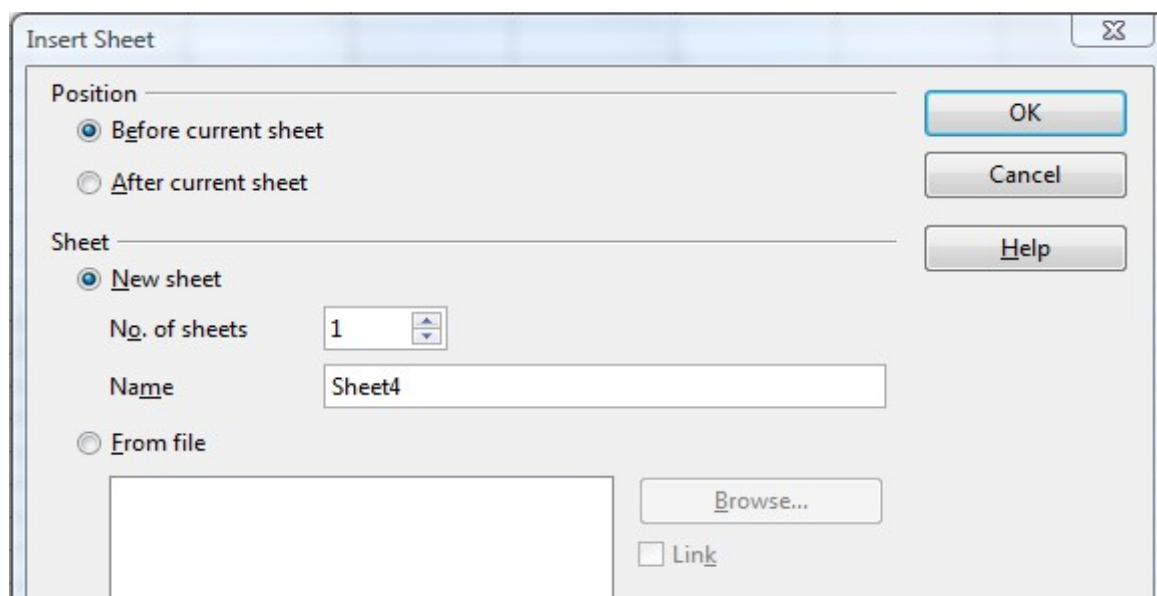 Insert Sheet
Position
Before current sheet
After current sheet
OK
Cancel
Help
Sheet
New sheet
No. of sheets 1
Name Sheet4
From file
Browse...
Link